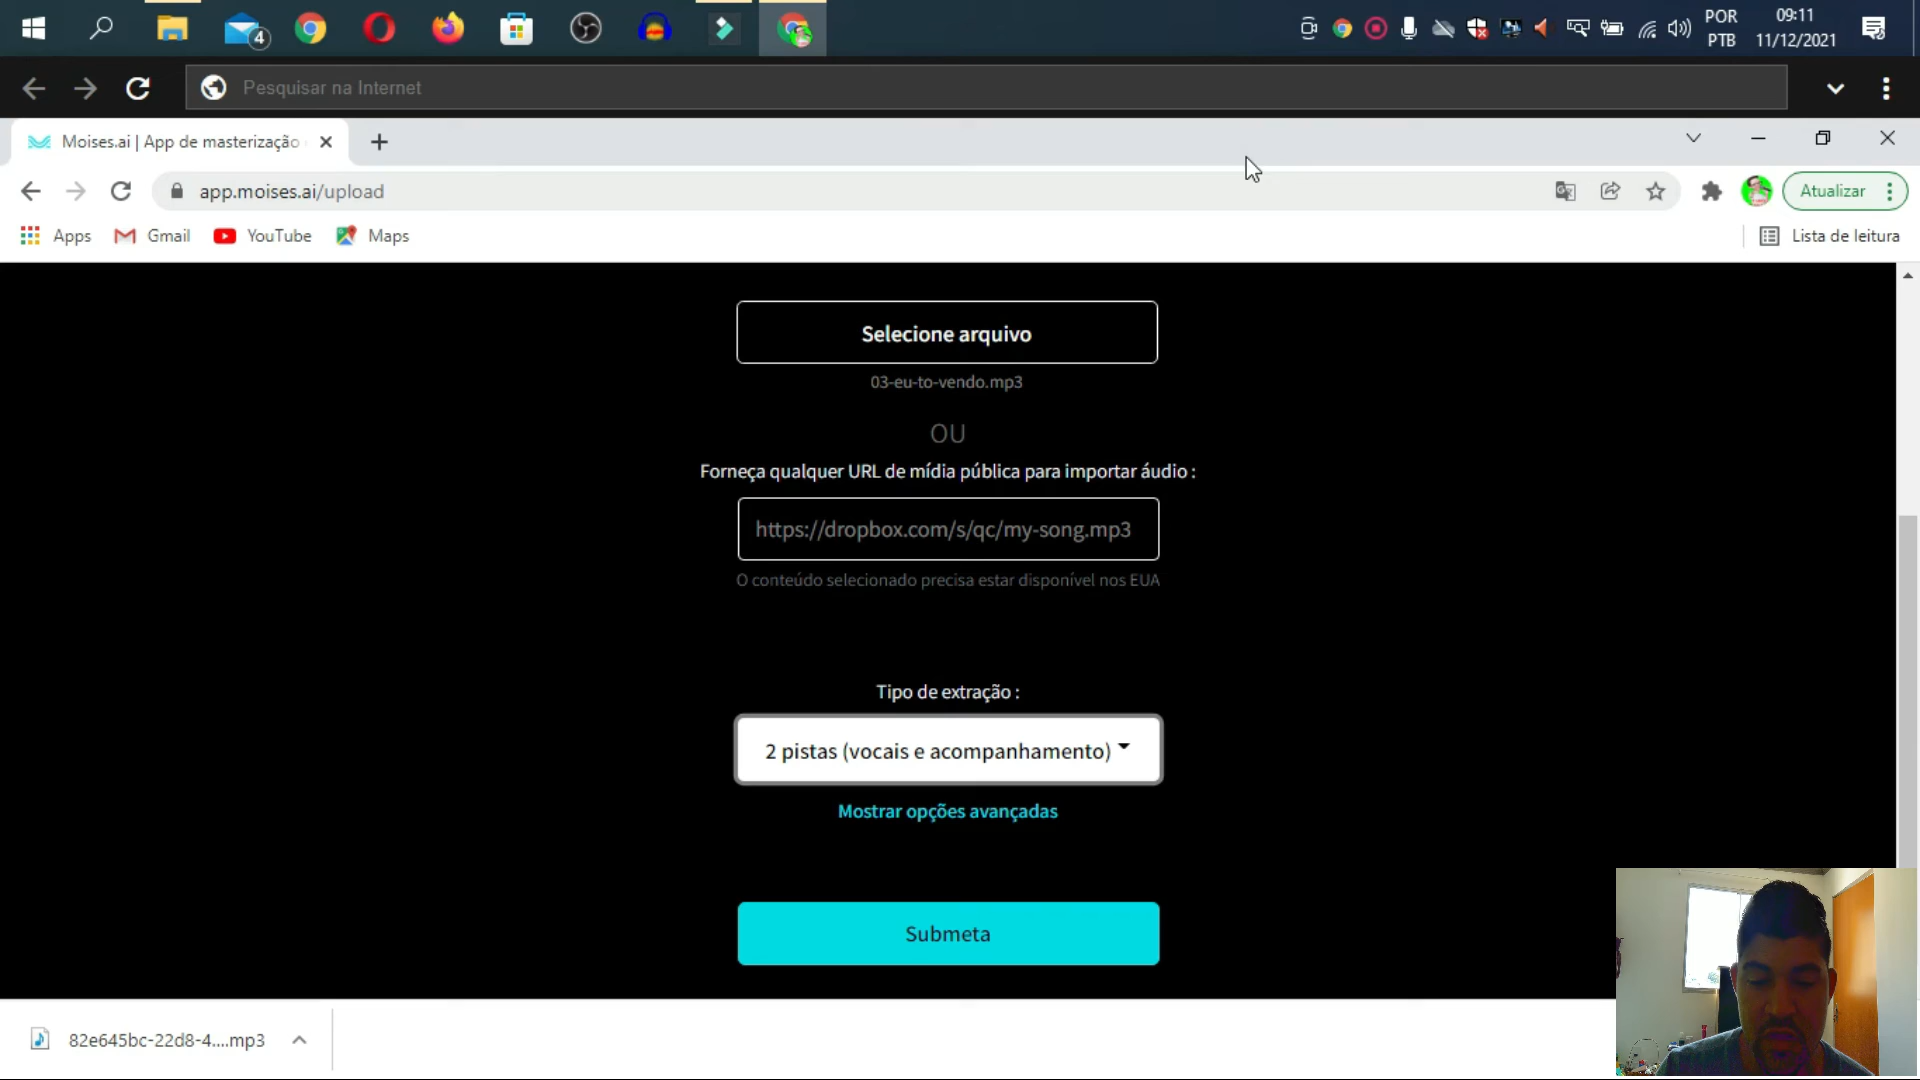 4
POR
PTB
09:11
11/12/2021
Pesquisar na Internet
Moises.ai | App de masterização
app.moises.ai/upload
Atualizar
Apps
Gmail
YouTube
Maps
Lista de leitura
Selecione arquivo
03-eu-to-vendo.mp3
OU
Forneça qualquer URL de mídia pública para importar áudio :
https://dropbox.com/s/qc/my-song.mp3
O conteúdo selecionado precisa estar disponível nos EUA
Tipo de extração :
2 pistas (vocais e acompanhamento)
Mostrar opções avançadas
Submeta
82e645bc-22d8-4....mp3